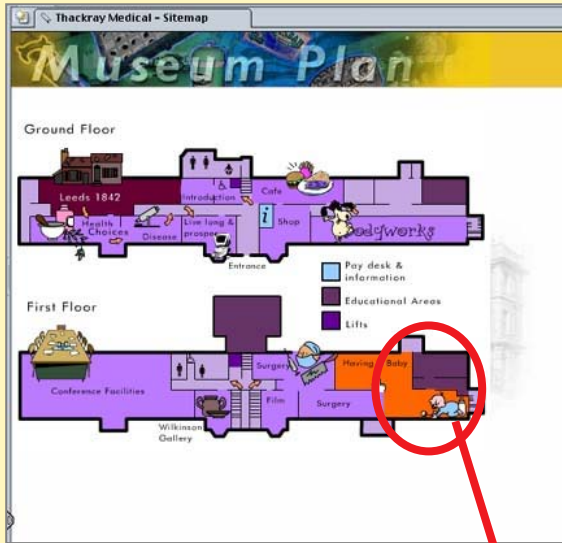 Thackray Medical - Sitemap
Museum Plan
Ground Floor
Leeds 1842
Introduction
Cafe
Health
Choices
Disease
Live long &
prosper
i
Shop
Bodyworks
Entrance
Pay desk &
information
Educational Areas
Lifts
First Floor
Conference Facilities
Surgery
Having a Baby
Film
Surgery
Wilkinson
Gallery